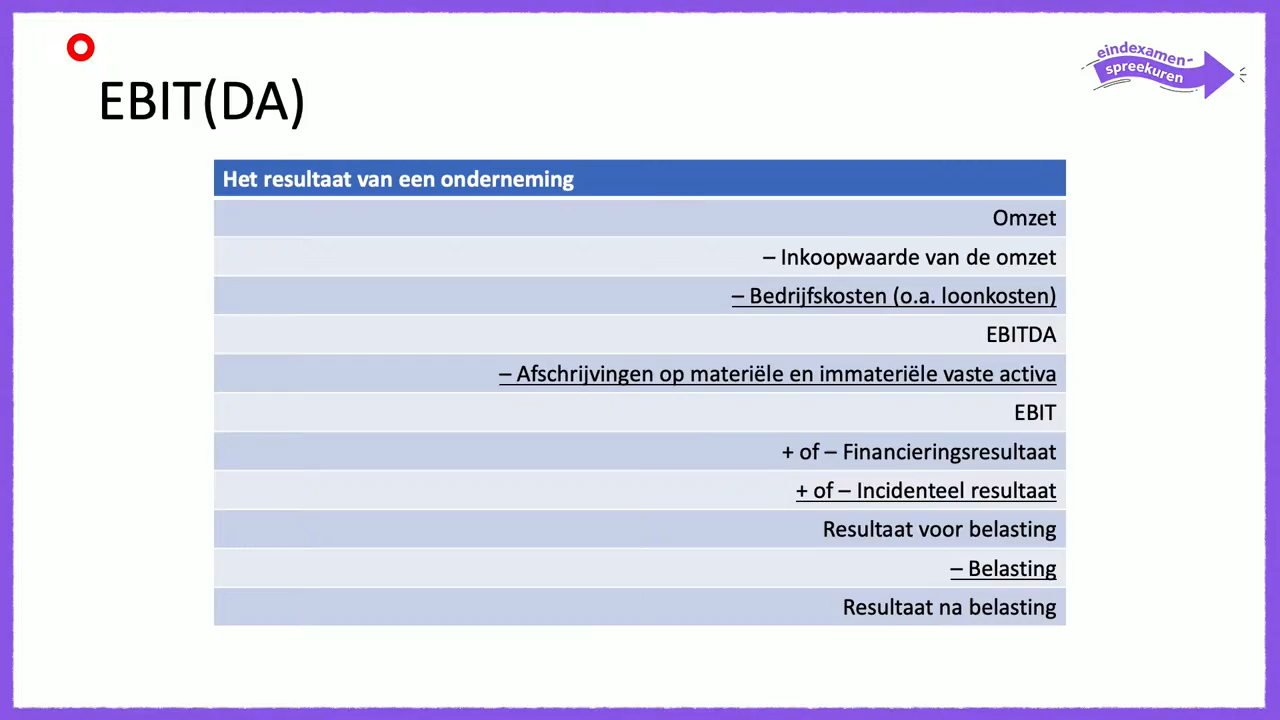 eindexamen-
spreekuren
EBIT(DA)
Het resultaat van een onderneming
Omzet
– Inkoopwaarde van de omzet
– Bedrijfskosten (o.a. loonkosten)
EBITDA
– Afschrijvingen op materiële en immateriële vaste activa
EBIT
+ of – Financieringsresultaat
+ of – Incidenteel resultaat
Resultaat voor belasting
– Belasting
Resultaat na belasting